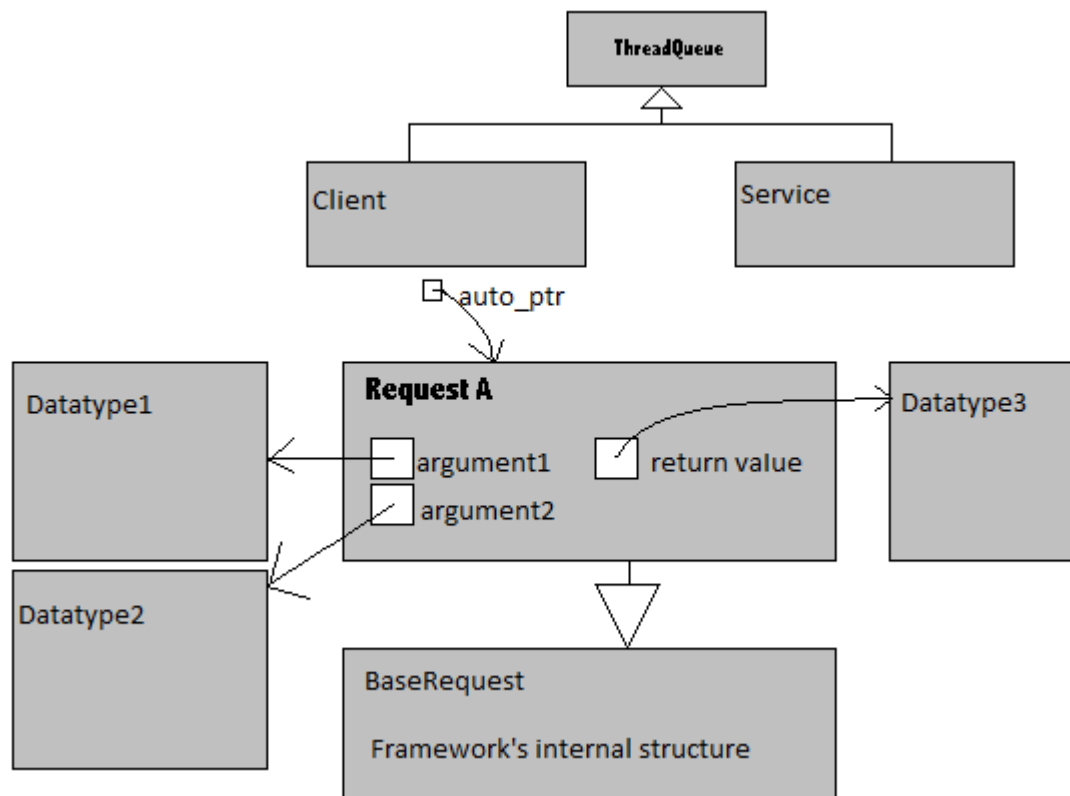 ThreadQueue
Client
Service
auto_ptr
Request A
Datatype1
Datatype3
argument1
return value
argument2
Datatype2
BaseRequest
Framework's internal structure